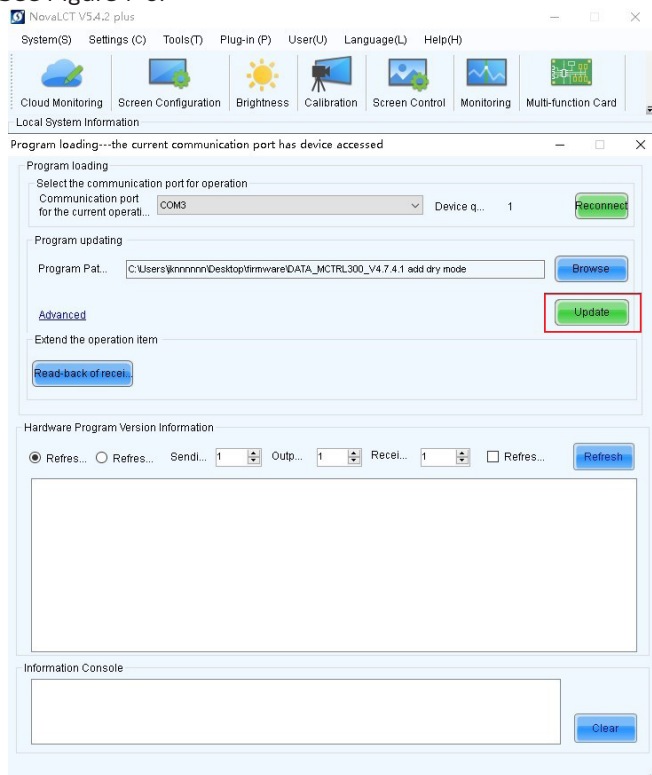 NovaLCT V5.4.2 plus
System(S) Settings (C) Tools(T) Plug-in (P) User(U) Language(L) Help(H)
Cloud Monitoring Screen Configuration Brightness Calibration Screen Control Monitoring Multi-function Card
Local System Information
Program loading---the current communication port has device accessed
Program loading
Select the communication port for operation
Communication port
for the current operati... COM3 Device q... 1 Reconnect
Program updating
Program Pat... C:\Users\jknnnnnn\Desktop\firmware\DATA_MCTRL300_V4.7.4.1 add dry mode Browse
Advanced Update
Extend the operation item
Read-back of recei...
Hardware Program Version Information
Refres... Refres... Sendi... 1 Outp... 1 Recei... 1 Refres... Refresh
Information Console
Clear